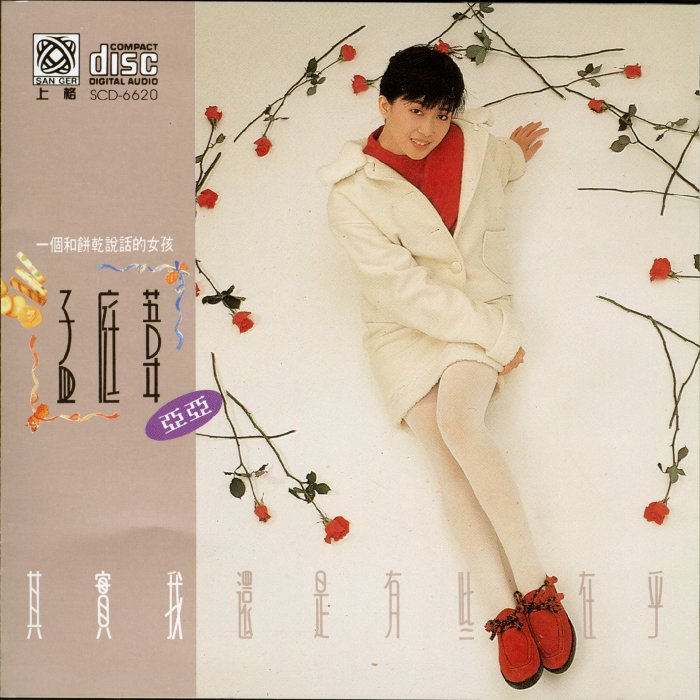 SAN GER
上格
COMPACT
disc
DIGITAL AUDIO
SCD-6620
一個和餅乾說話的女孩
孟庭葦
亞亞
其實我還是有些在乎